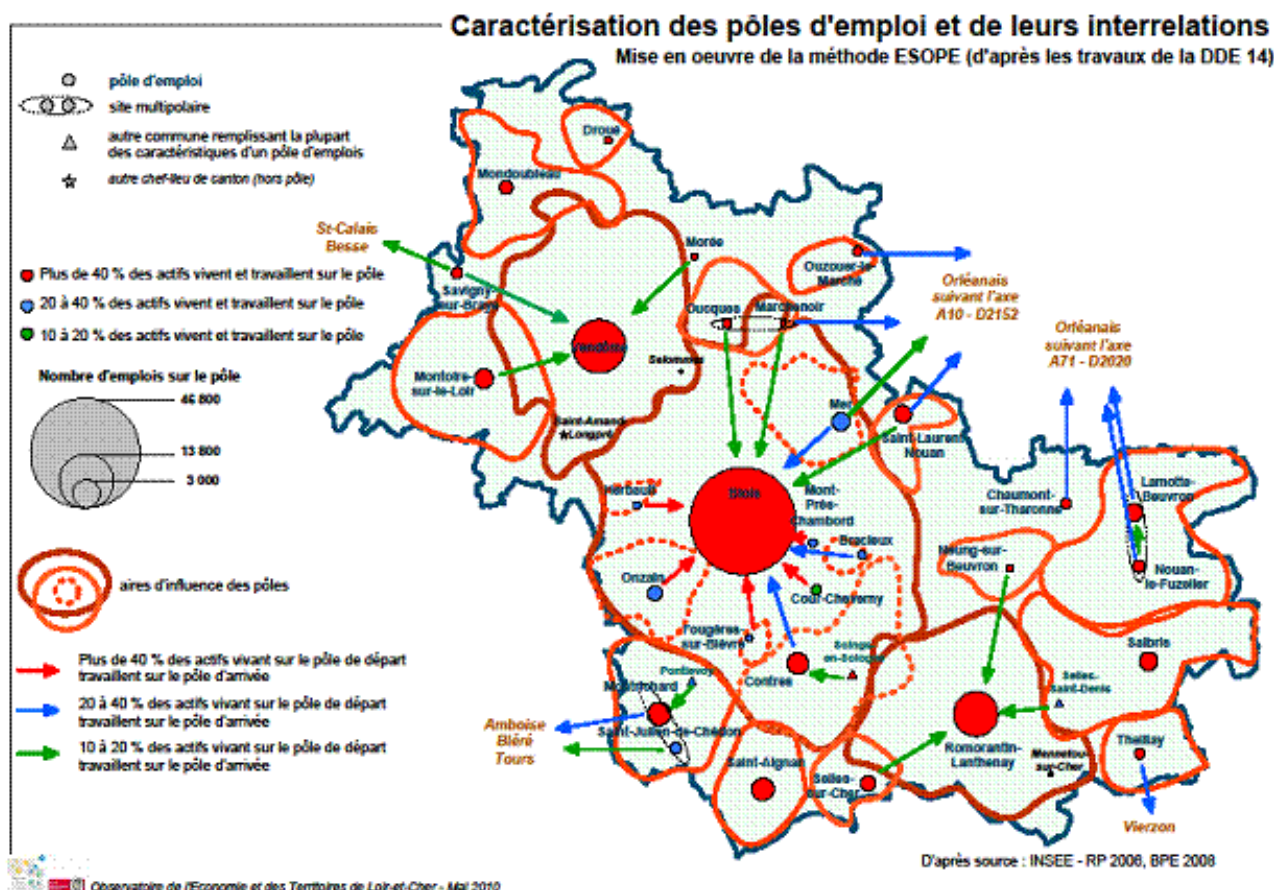 Caractérisation des pôles d'emploi et de leurs interrelations
Mise en oeuvre de la méthode ESOPE (d'après les travaux de la DDE 14)
pôle d'emploi
site multipolaire
autre commune remplissant la plupart
des caractéristiques d'un pôle d'emplois
autre chef-lieu de canton (hors pôle)
Plus de 40 % des actifs vivent et travaillent sur le pôle
20 à 40 % des actifs vivent et travaillent sur le pôle
10 à 20 % des actifs vivent et travaillent sur le pôle
Nombre d'emplois sur le pôle
46 800
13 800
3 000
aires d'influence des pôles
Plus de 40 % des actifs vivant sur le pôle de départ
travaillent sur le pôle d'arrivée
20 à 40 % des actifs vivant sur le pôle de départ
travaillent sur le pôle d'arrivée
10 à 20 % des actifs vivant sur le pôle de départ
travaillent sur le pôle d'arrivée
Droué
Mondoubleau
St-Calais
Besse
Morée
Savigny-
sur-Braye
Ouzouer-le-
Marché
Orléanais
suivant l'axe
A10 - D2152
Oucques
Marchenoir
Orléanais
suivant l'axe
A71 - D2020
Vendôme
Selommes
Montoire-
sur-le-Loir
Mer
Saint-Amand-
Longpré
Saint-Laurent-
Nouan
Blois
Herbault
Mont-
Près-
Chambord
Bracieux
Chaumont-
sur-Tharonne
Lamotte-
Beuvron
Neung-sur-
Beuvron
Nouan-
le-Fuzelier
Onzain
Cour-Cheverny
Fougères-
sur-Bièvre
Soings-
en-Sologne
Salbris
Contres
Pontlevoy
Montrichard
Selles-
Saint-Denis
Saint-Julien-de-Chédon
Amboise
Bléré
Tours
Romorantin-
Lanthenay
Theillay
Mennetou-
sur-Cher
Saint-Aignan
Selles-
sur-Cher
Vierzon
D'après source : INSEE - RP 2006, BPE 2008
Observatoire de l'Economie et des Territoires de Loir-et-Cher - Mai 2010